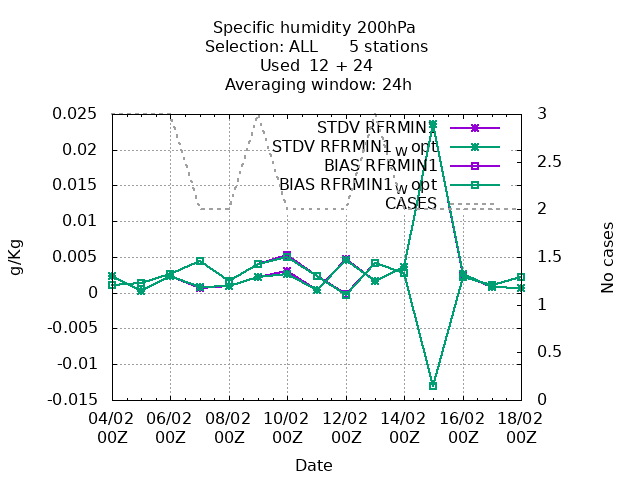 Specific humidity 200hPa
Selection: ALL 5 stations
Used 12 + 24
Averaging window: 24h
0.025
0.02
0.015
0.01
0.005
0
-0.005
-0.01
-0.015
g/Kg
STDV RFRMIN1
STDV RFRMIN1_w opt
BIAS RFRMIN1
BIAS RFRMIN1_w opt
CASES
3
2.5
2
1.5
1
0.5
0
No cases
04/02 06/02 08/02 10/02 12/02 14/02 16/02 18/02
00Z 00Z 00Z 00Z 00Z 00Z 00Z 00Z
Date